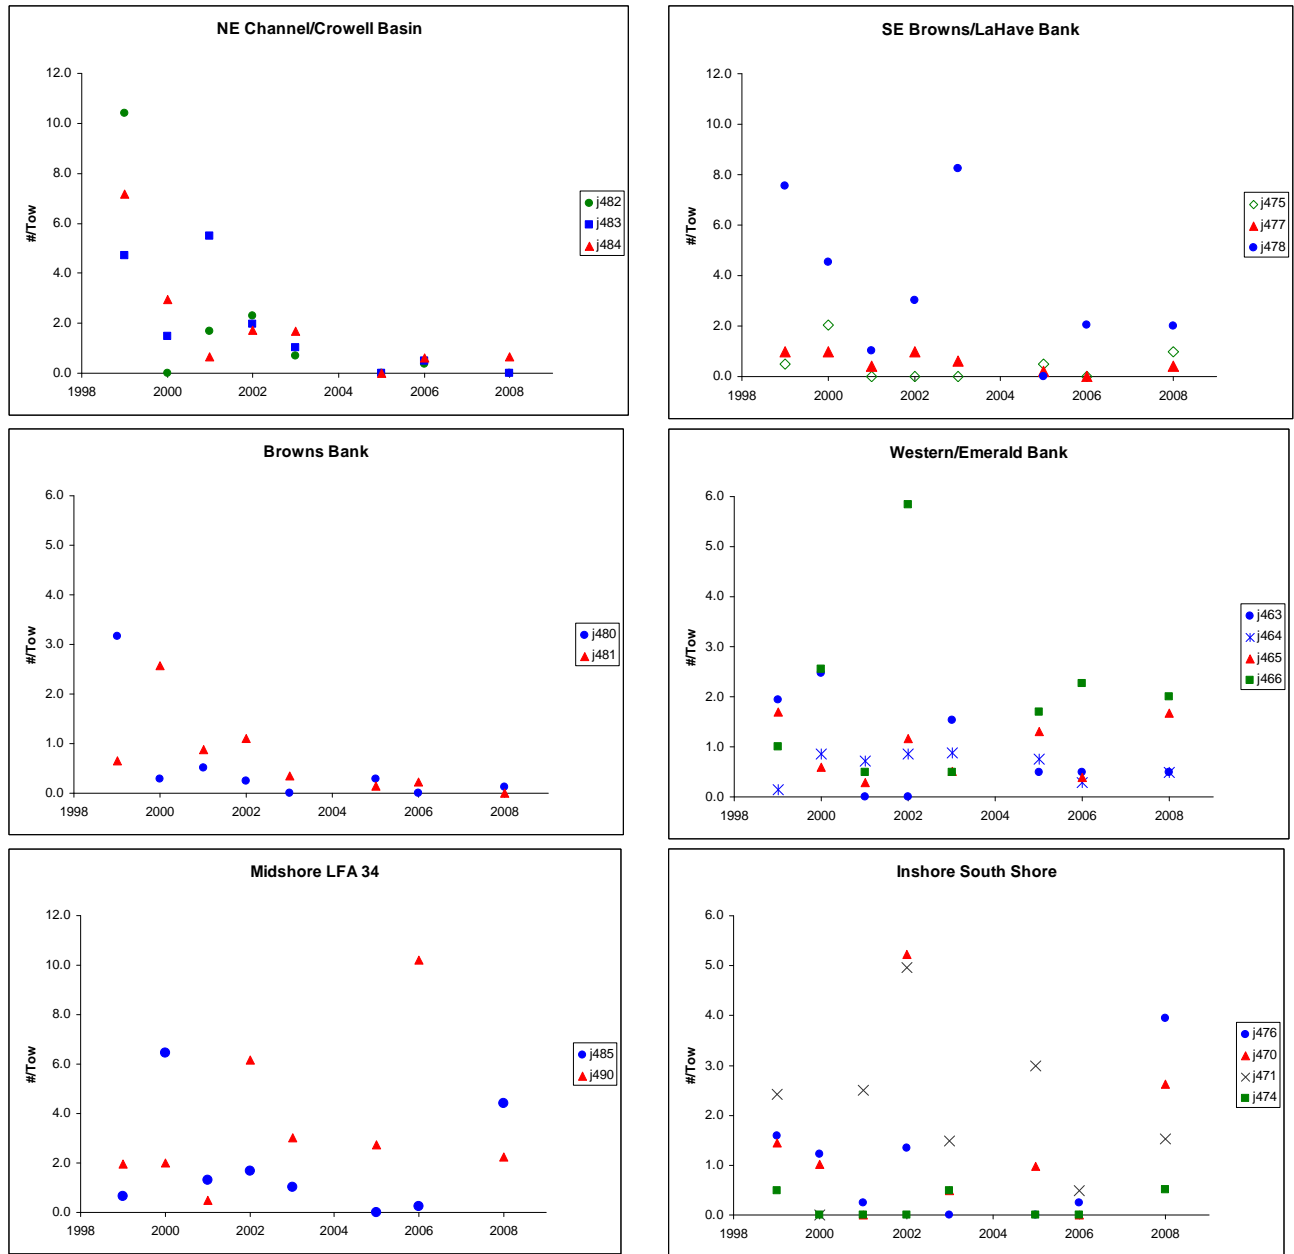 NE Channel/Crowell Basin
12.0
10.0
8.0
6.0
4.0
2.0
0.0
#/Tow
1998 2000 2002 2004 2006 2008
j482
j483
j484
SE Browns/LaHave Bank
12.0
10.0
8.0
6.0
4.0
2.0
0.0
#/Tow
1998 2000 2002 2004 2006 2008
j475
j477
j478
Browns Bank
6.0
5.0
4.0
3.0
2.0
1.0
0.0
#/Tow
1998 2000 2002 2004 2006 2008
j480
j481
Western/Emerald Bank
6.0
5.0
4.0
3.0
2.0
1.0
0.0
#/Tow
1998 2000 2002 2004 2006 2008
j463
j464
j465
j466
Midshore LFA 34
12.0
10.0
8.0
6.0
4.0
2.0
0.0
#/Tow
1998 2000 2002 2004 2006 2008
j485
j490
Inshore South Shore
6.0
5.0
4.0
3.0
2.0
1.0
0.0
#/Tow
1998 2000 2002 2004 2006 2008
j476
j470
j471
j474